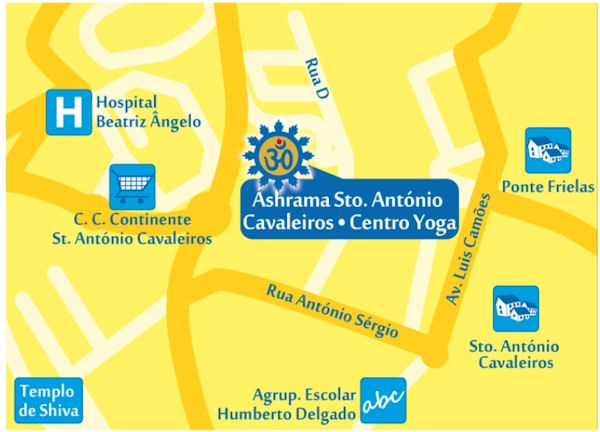 Rua D
H
Hospital
Beatriz Ângelo
ॐ
Ponte Frielas
Ashrama Sto. António
Cavaleiros • Centro Yoga
C. C. Continente
St. António Cavaleiros
Av. Luis Camões
Rua António Sérgio
Sto. António
Cavaleiros
Templo
de Shiva
Agrup. Escolar
Humberto Delgado
abc